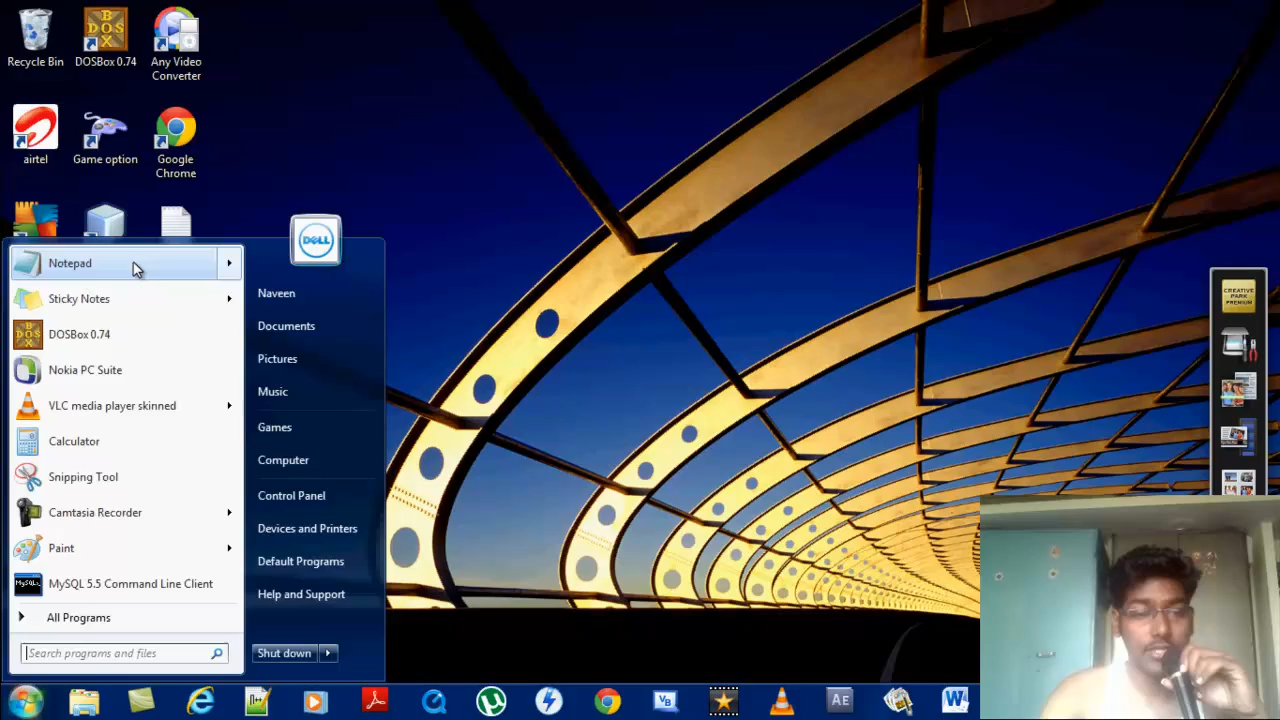 Recycle Bin
DOSBox 0.74
Any Video
Converter
airtel
Game option
Google
Chrome
Notepad
Sticky Notes
DOSBox 0.74
Nokia PC Suite
VLC media player skinned
Calculator
Snipping Tool
Camtasia Recorder
Paint
MySQL 5.5 Command Line Client
All Programs
Search programs and files
DELL
Naveen
Documents
Pictures
Music
Games
Computer
Control Panel
Devices and Printers
Default Programs
Help and Support
Shut down
CREATIVE
PARK
PREMIUM